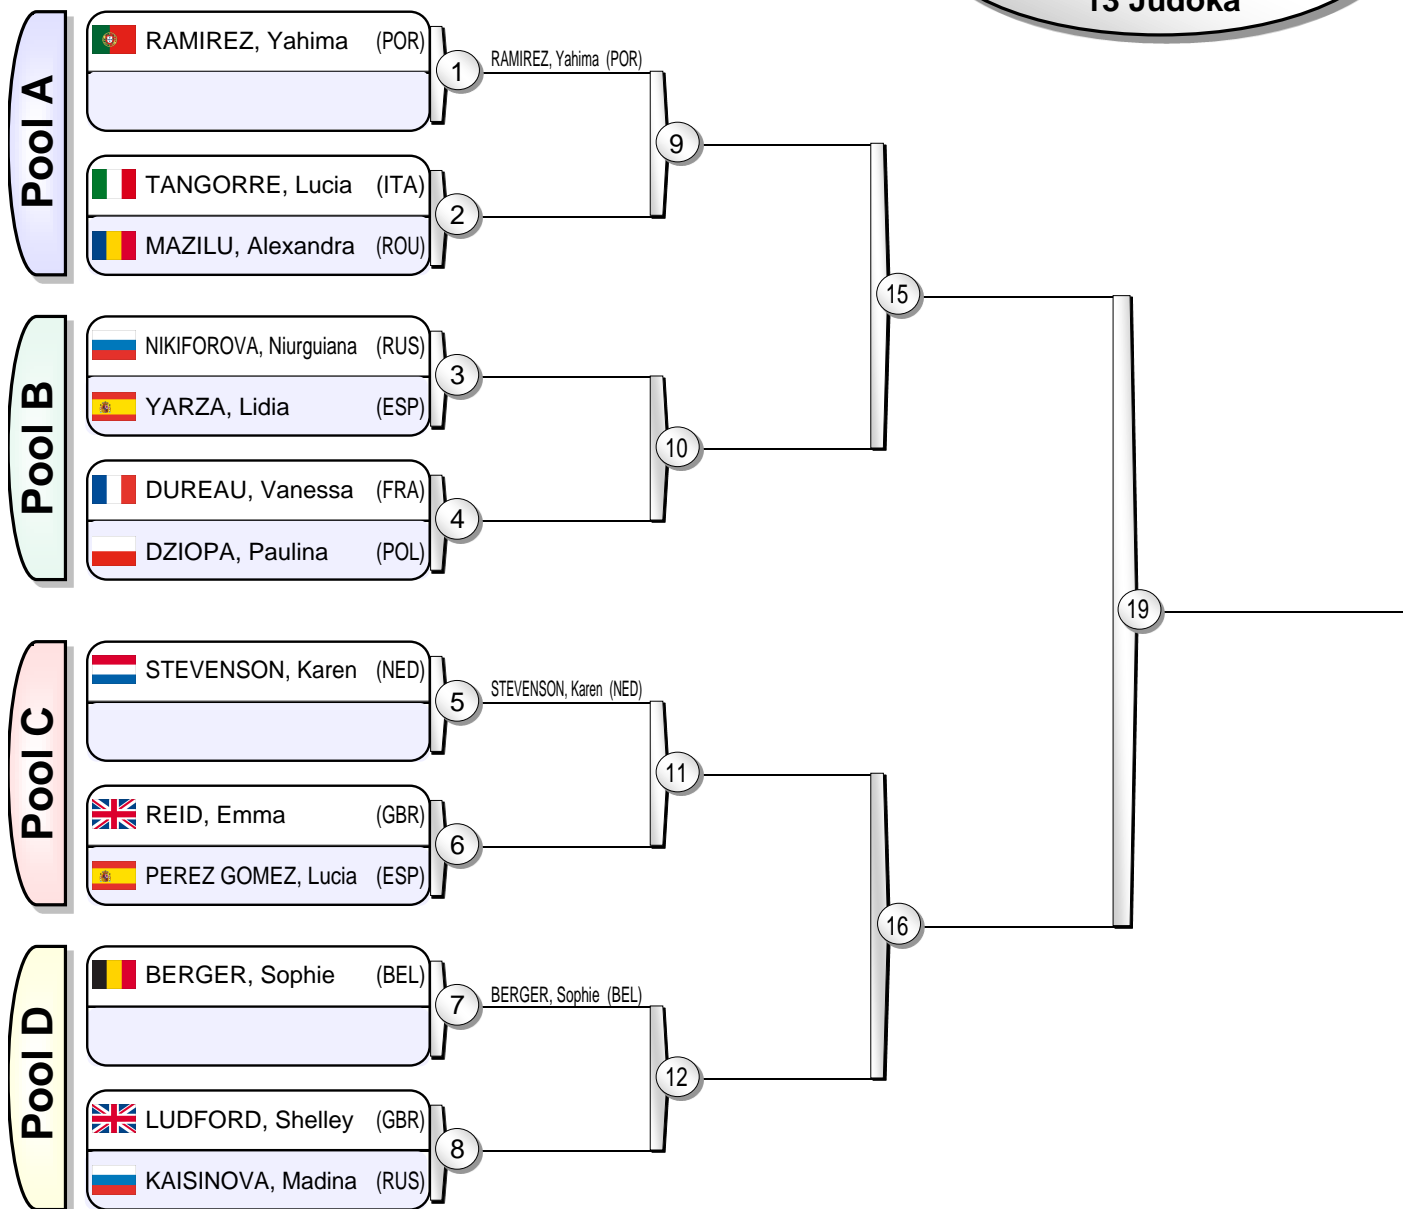 13 Judoka
Pool A
RAMIREZ, Yahima (POR)
1
RAMIREZ, Yahima (POR)
9
TANGORRE, Lucia (ITA)
2
MAZILU, Alexandra (ROU)
15
Pool B
NIKIFOROVA, Niurguiana (RUS)
3
YARZA, Lidia (ESP)
10
DUREAU, Vanessa (FRA)
4
DZIOPA, Paulina (POL)
19
Pool C
STEVENSON, Karen (NED)
5
STEVENSON, Karen (NED)
11
REID, Emma (GBR)
6
PEREZ GOMEZ, Lucia (ESP)
16
Pool D
BERGER, Sophie (BEL)
7
BERGER, Sophie (BEL)
12
LUDFORD, Shelley (GBR)
8
KAISINOVA, Madina (RUS)